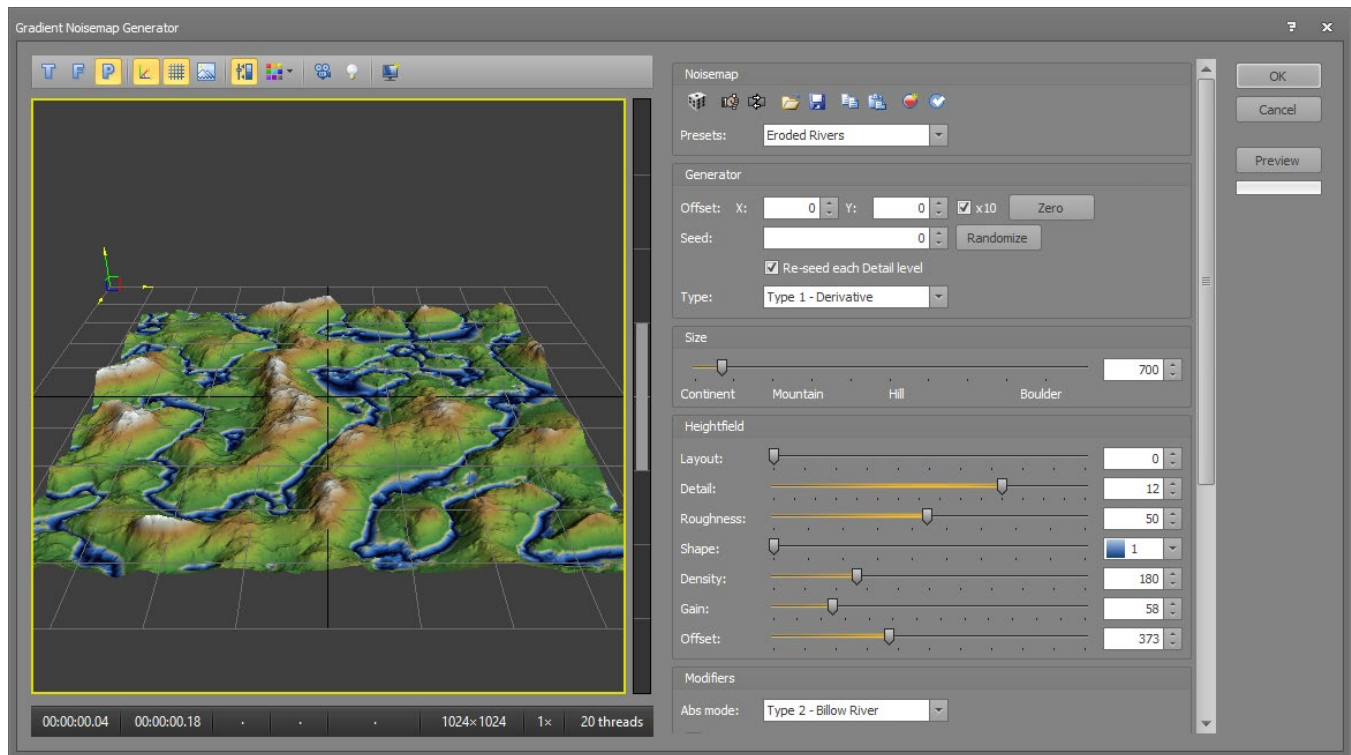 Gradient Noisemap Generator
T F P
Noisemap
OK
Cancel
Presets: Eroded Rivers
Preview
Generator
Offset: X: 0 Y: 0 x10 Zero
Seed: 0 Randomize
Re-seed each Detail level
Type: Type 1 - Derivative
Size
700
Continent Mountain Hill Boulder
Heightfield
Layout: 0
Detail: 12
Roughness: 50
Shape: 1
Density: 180
Gain: 58
Offset: 373
Modifiers
Abs mode: Type 2 - Billow River
00:00:00.04 00:00:00.18 · · · 1024×1024 1× 20 threads